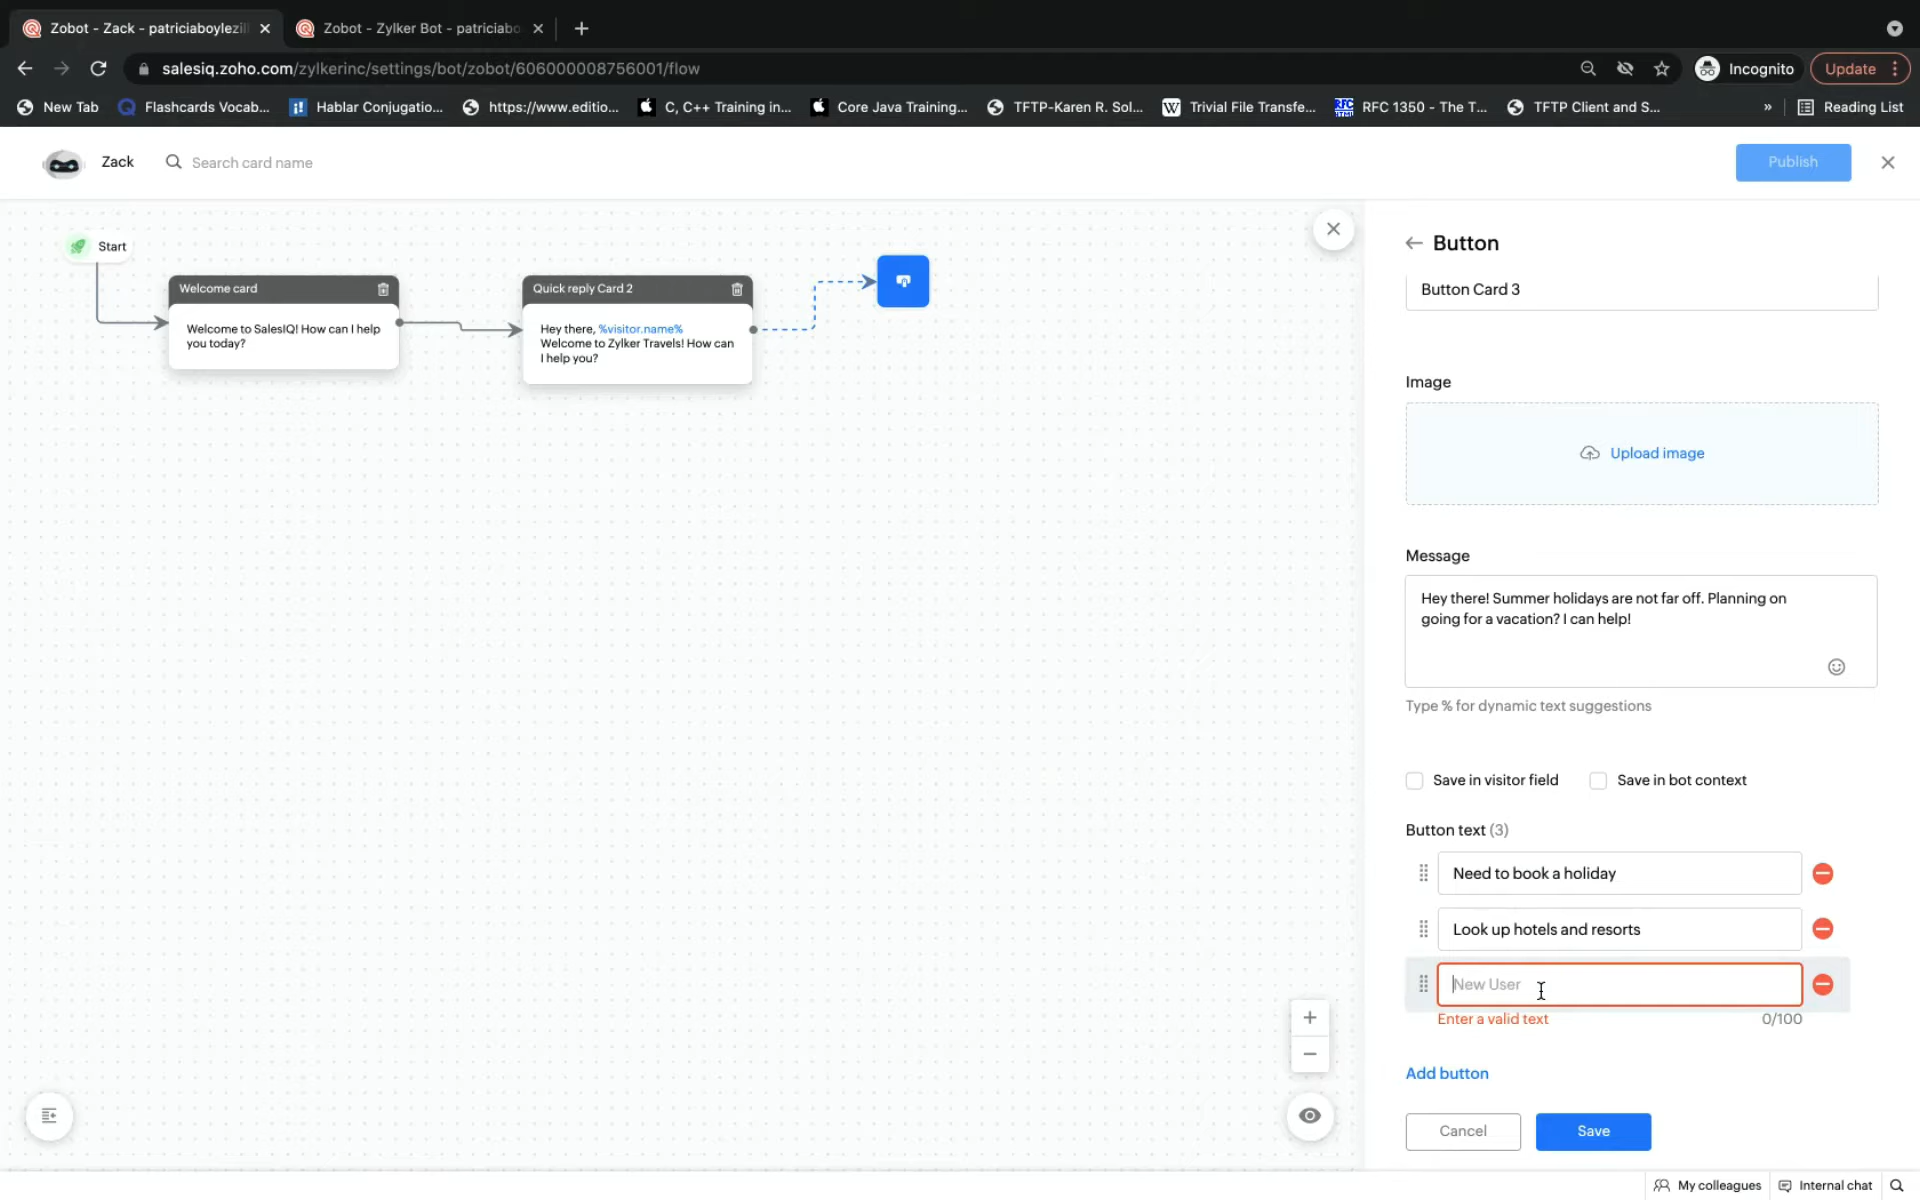 Zobot - Zack - patriciaboylezill
Zobot - Zylker Bot - patriciabo
salesiq.zoho.com/zylkerinc/settings/bot/zobot/606000008756001/flow
Incognito
Update
New Tab
Flashcards Vocab...
Hablar Conjugatio...
https://www.editio...
C, C++ Training in...
Core Java Training...
TFTP-Karen R. Sol...
Trivial File Transfe...
RFC 1350 - The T...
TFTP Client and S...
»
Reading List
Zack
Search card name
Publish
Start
Welcome card
Welcome to SalesIQ! How can I help
you today?
Quick reply Card 2
Hey there, %visitor.name%
Welcome to Zylker Travels! How can
I help you?
Button
Button Card 3
Image
Upload image
Message
Hey there! Summer holidays are not far off. Planning on
going for a vacation? I can help!
Type % for dynamic text suggestions
Save in visitor field
Save in bot context
Button text (3)
Need to book a holiday
Look up hotels and resorts
New User
Enter a valid text
0/100
Add button
Cancel
Save
My colleagues
Internal chat